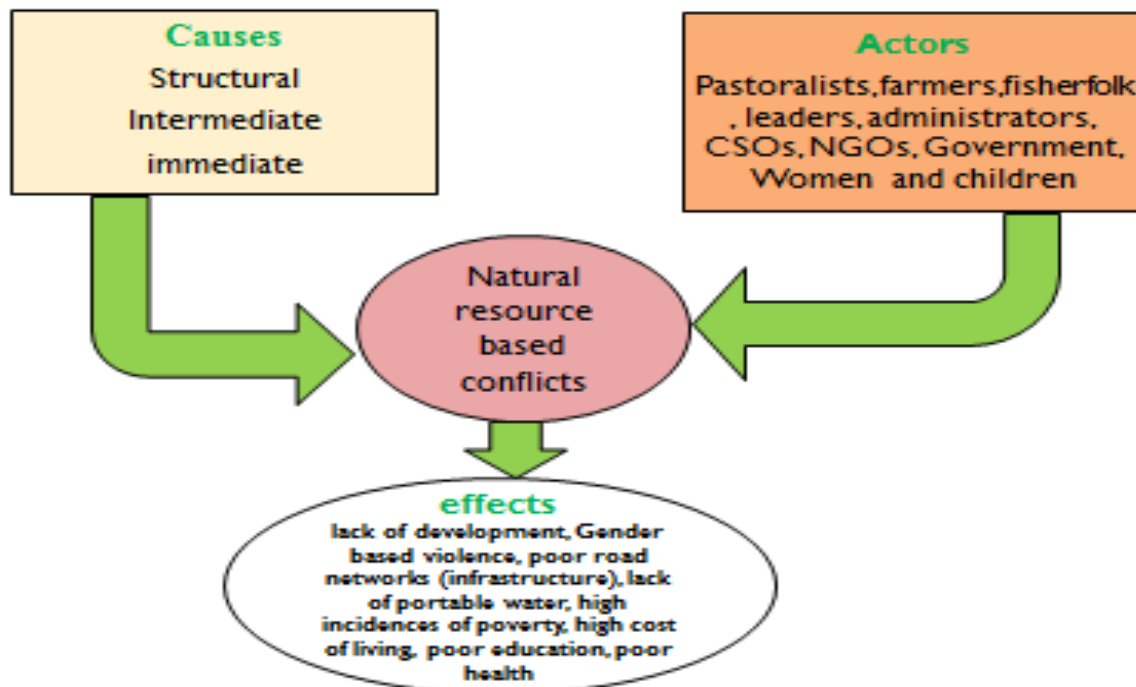 Causes
Structural
Intermediate
immediate
Actors
Pastoralists,farmers,fisherfolk
, leaders, administrators,
CSOs, NGOs, Government,
Women and children
Natural
resource
based
conflicts
effects
lack of development, Gender
based violence, poor road
networks (infrastructure), lack
of portable water, high
incidences of poverty, high cost
of living, poor education, poor
health